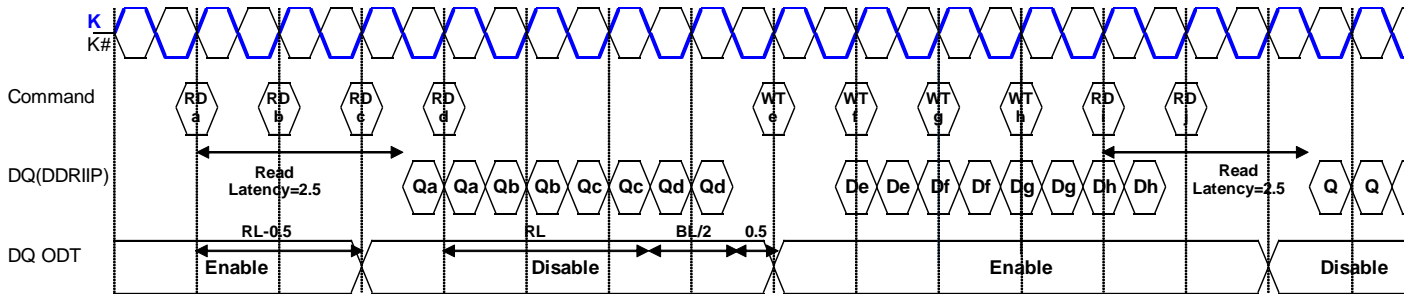 K
K#
Command
RD a RD b RD c RD d WT e WT f WT g WT h RD i RD j
DQ(DDRIIP)
Read Latency=2.5
Qa Qa Qb Qb Qc Qc Qd Qd De De Df Df Dg Dg Dh Dh
Read Latency=2.5
Q Q
RL-0.5 RL BL/2 0.5
DQ ODT
Enable Disable Enable Disable